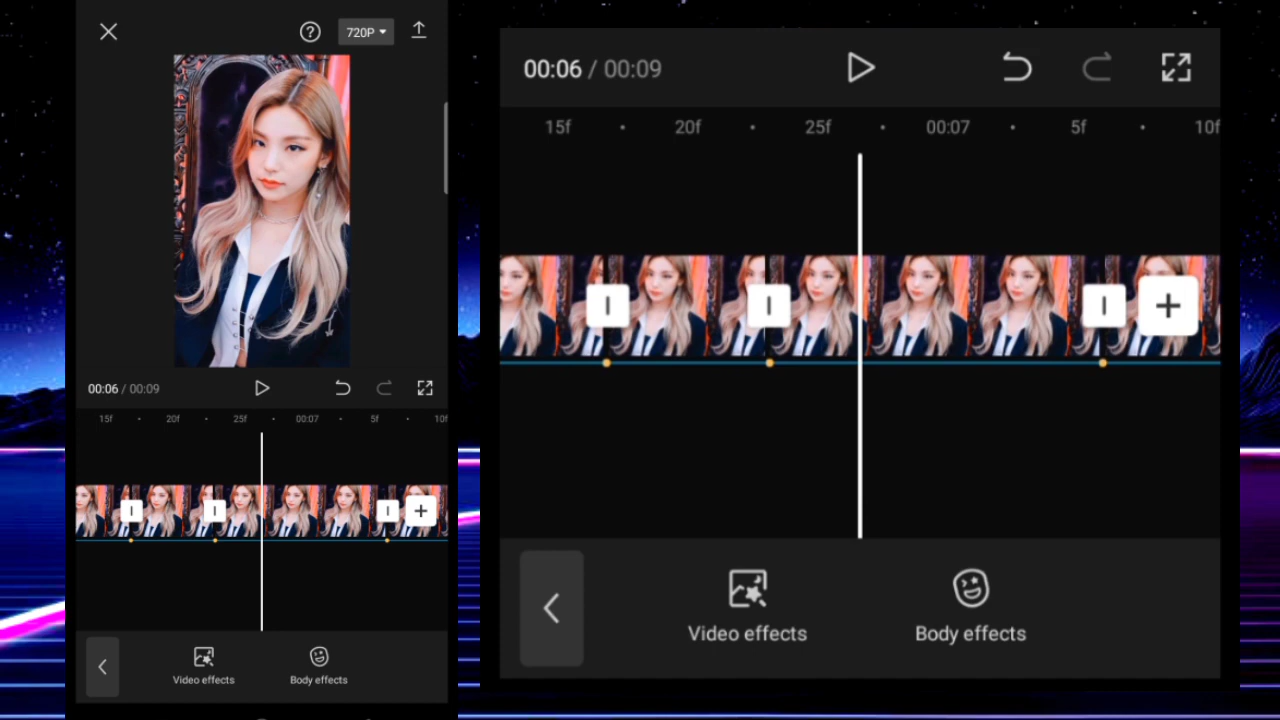 720P
00:06 / 00:09
15f 20f 25f 00:07 5f 10f
Video effects
Body effects
00:06 / 00:09
15f 20f 25f 00:07 5f 10f
Video effects
Body effects